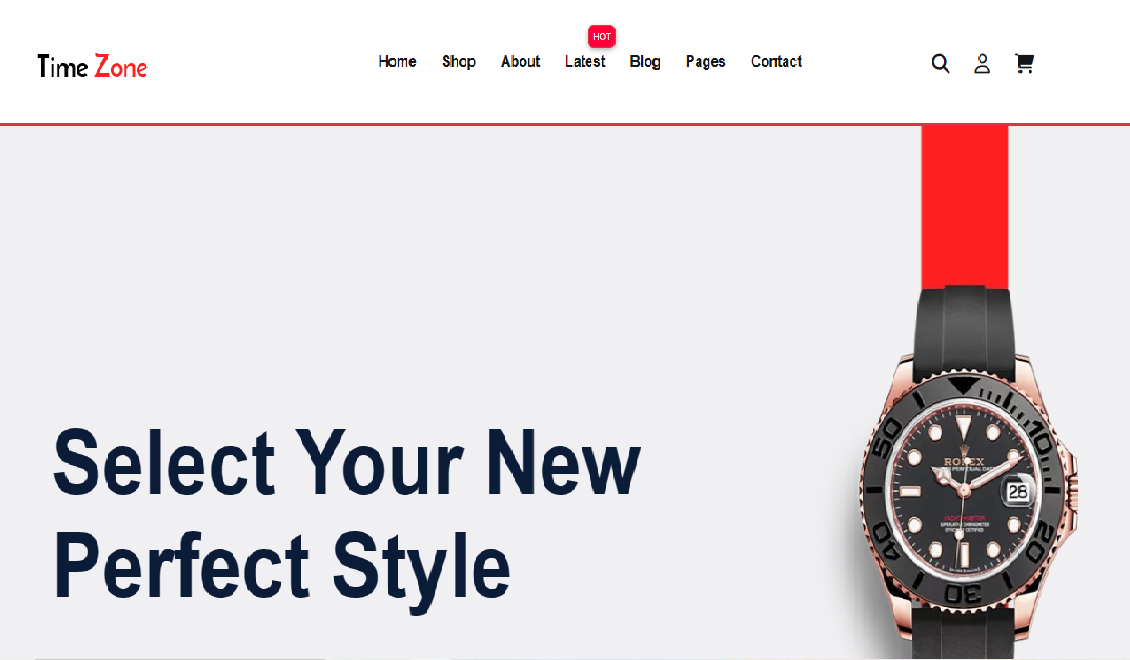 HOT
Time Zone
Home Shop About Latest Blog Pages Contact
Select Your New
Perfect Style
ROLEX
28
50
10
40
20
30